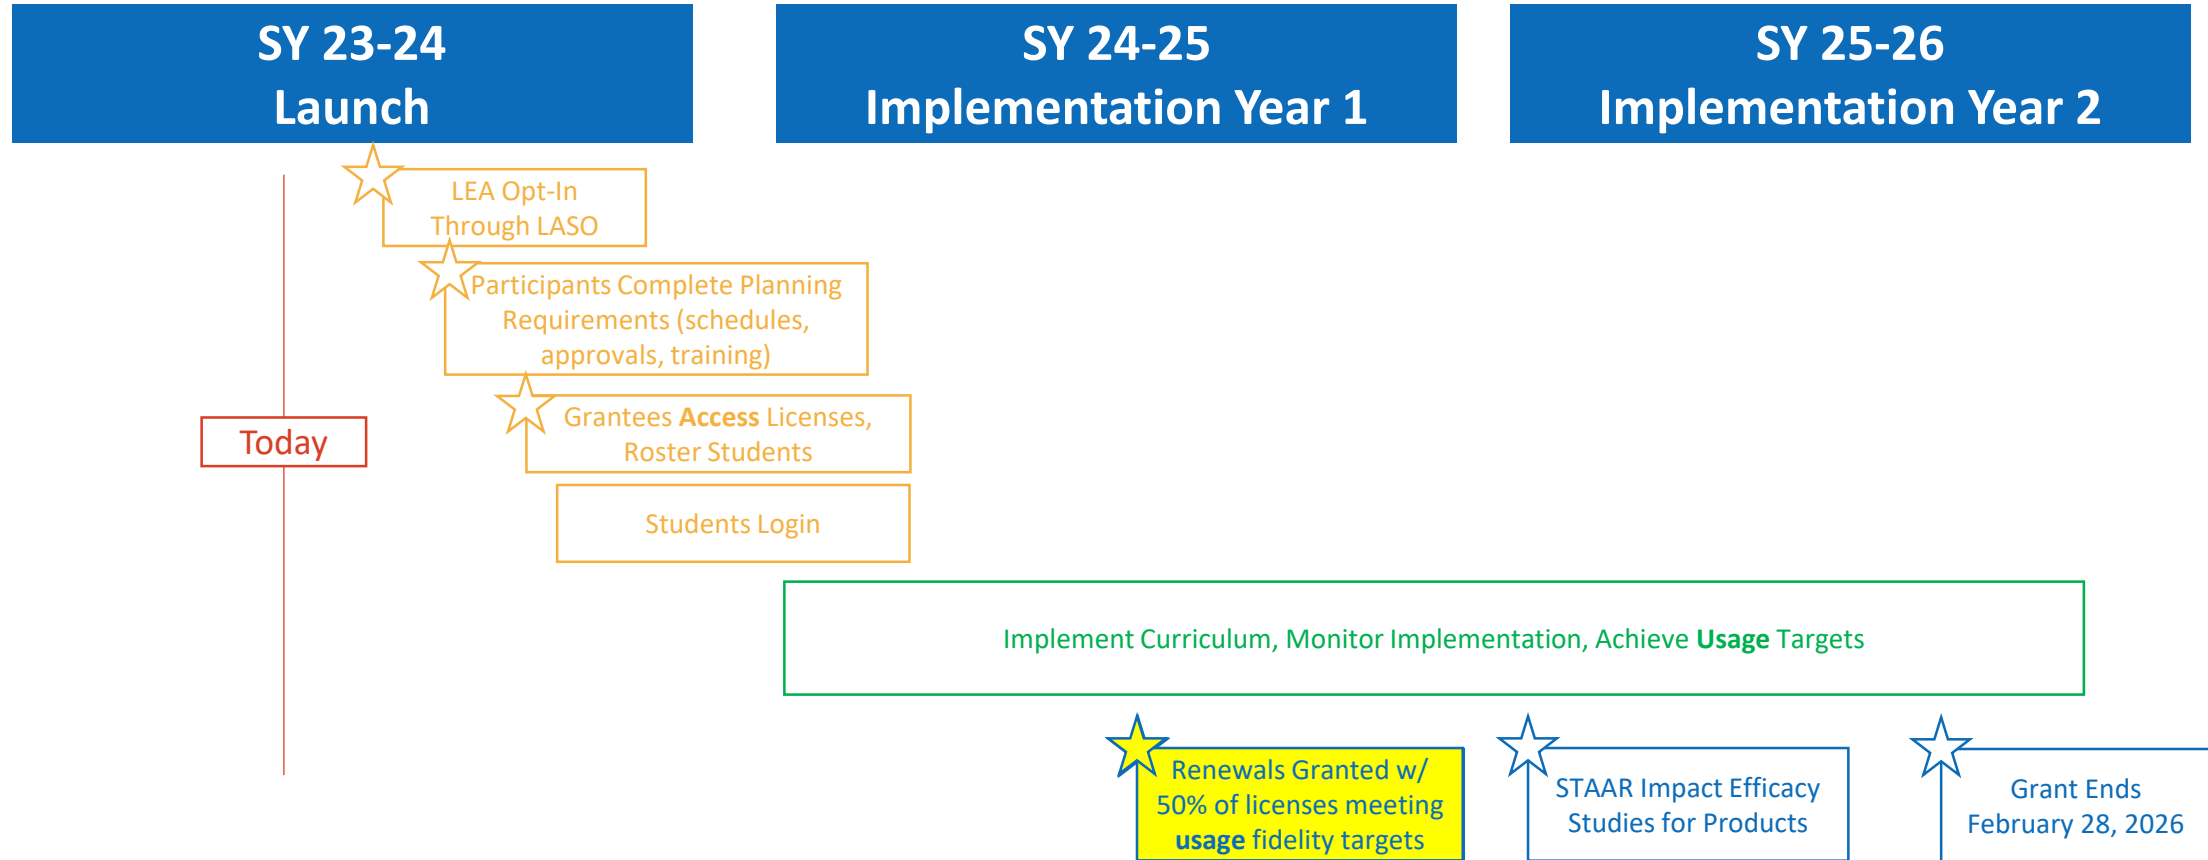 SY 23-24
Launch
SY 24-25
Implementation Year 1
SY 25-26
Implementation Year 2
LEA Opt-In
Through LASO
Participants Complete Planning
Requirements (schedules,
approvals, training)
Grantees Access Licenses,
Roster Students
Today
Students Login
Implement Curriculum, Monitor Implementation, Achieve Usage Targets
Renewals Granted w/
50% of licenses meeting
usage fidelity targets
STAAR Impact Efficacy
Studies for Products
Grant Ends
February 28, 2026